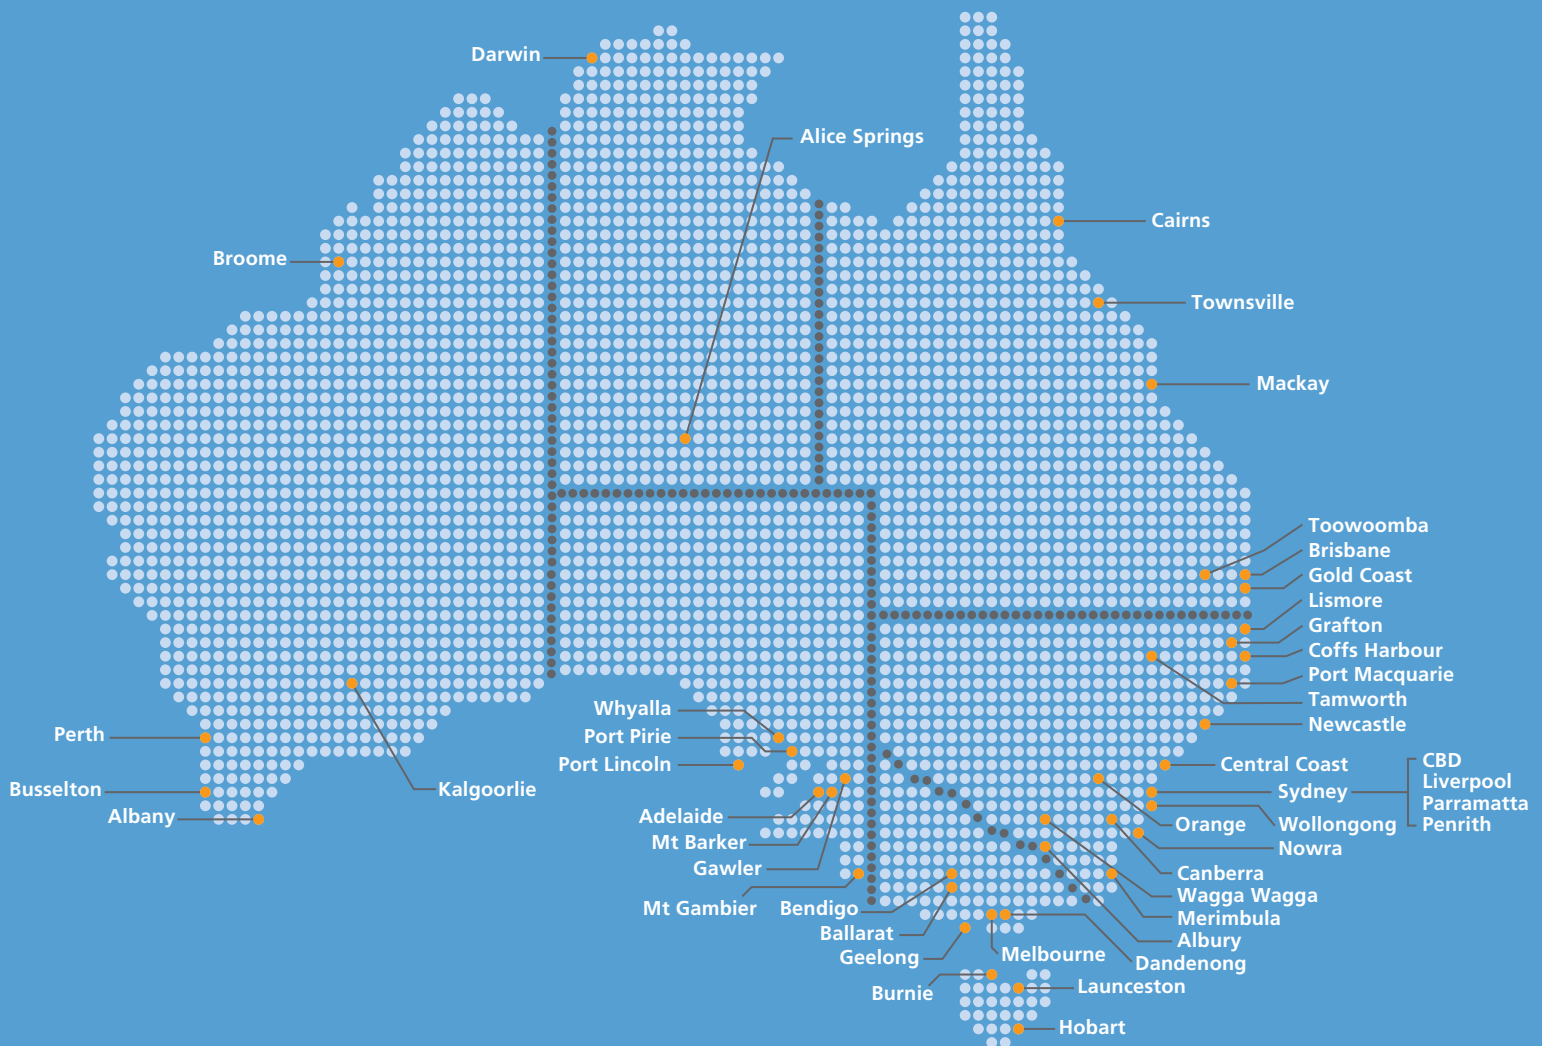 Darwin
Alice Springs
Cairns
Broome
Townsville
Mackay
Toowoomba
Brisbane
Gold Coast
Lismore
Grafton
Coffs Harbour
Port Macquarie
Tamworth
Newcastle
Whyalla
Perth
Port Pirie
Port Lincoln
Central Coast
CBD
Liverpool
Parramatta
Penrith
Sydney
Busselton
Kalgoorlie
Albany
Adelaide
Orange
Wollongong
Mt Barker
Nowra
Gawler
Canberra
Wagga Wagga
Mt Gambier
Bendigo
Merimbula
Ballarat
Albury
Geelong
Melbourne
Dandenong
Burnie
Launceston
Hobart